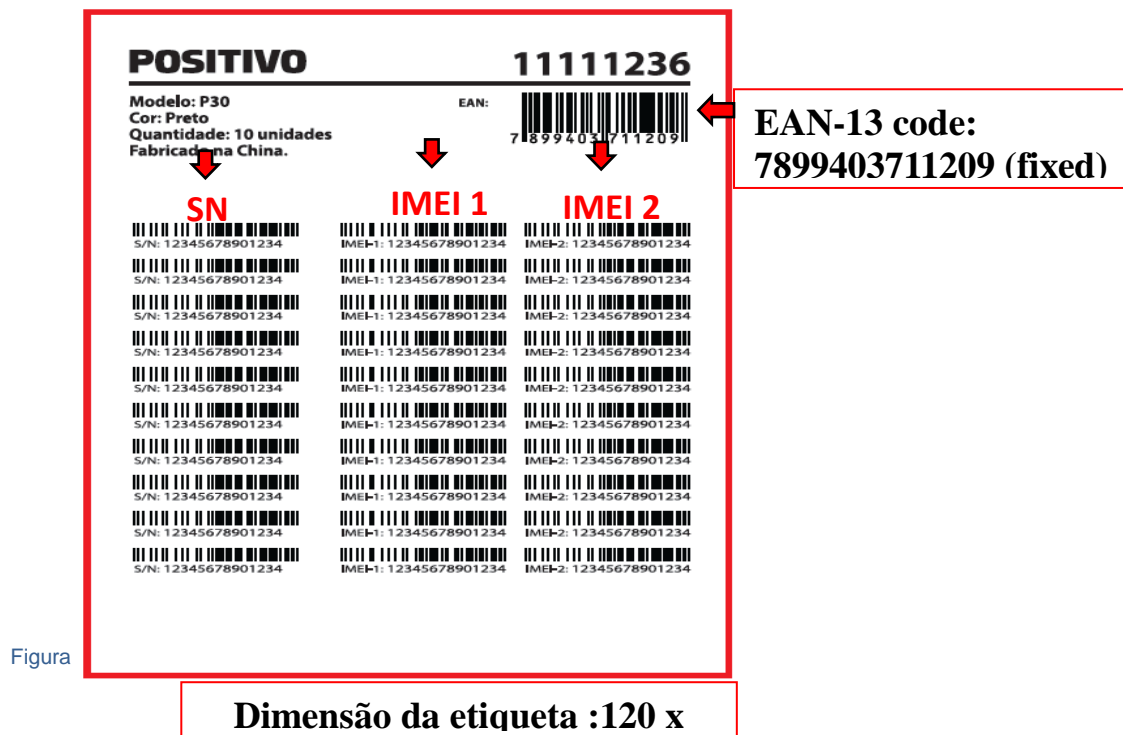 POSITIVO 11111236
Modelo: P30
Cor: Preto
Quantidade: 10 unidades
Fabricado na China.
EAN:
7 899403 711209
EAN-13 code:
7899403711209 (fixed)
SN IMEI 1 IMEI 2
S/N: 12345678901234 IMEI-1: 12345678901234 IMEI-2: 12345678901234
S/N: 12345678901234 IMEI-1: 12345678901234 IMEI-2: 12345678901234
S/N: 12345678901234 IMEI-1: 12345678901234 IMEI-2: 12345678901234
S/N: 12345678901234 IMEI-1: 12345678901234 IMEI-2: 12345678901234
S/N: 12345678901234 IMEI-1: 12345678901234 IMEI-2: 12345678901234
S/N: 12345678901234 IMEI-1: 12345678901234 IMEI-2: 12345678901234
S/N: 12345678901234 IMEI-1: 12345678901234 IMEI-2: 12345678901234
S/N: 12345678901234 IMEI-1: 12345678901234 IMEI-2: 12345678901234
S/N: 12345678901234 IMEI-1: 12345678901234 IMEI-2: 12345678901234
S/N: 12345678901234 IMEI-1: 12345678901234 IMEI-2: 12345678901234
Figura
Dimensão da etiqueta :120 x